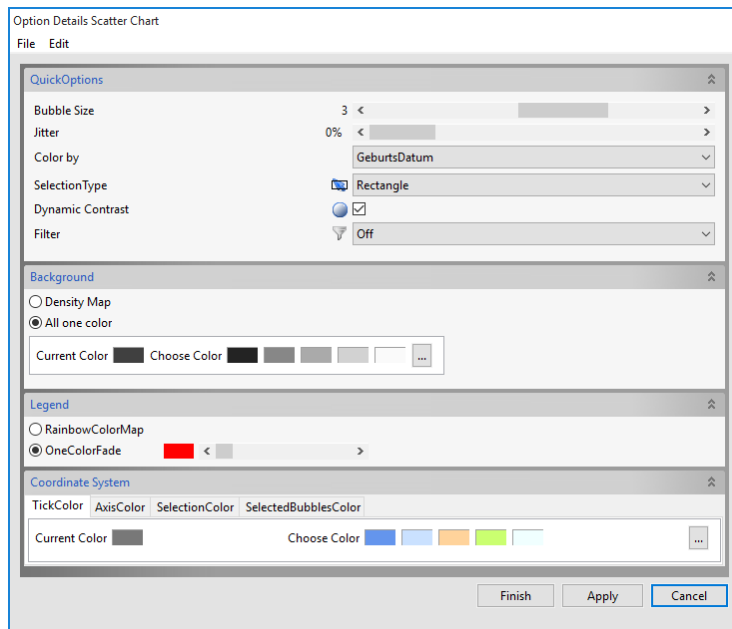 Option Details Scatter Chart
File Edit
QuickOptions
Bubble Size 3
Jitter 0%
Color by GeburtsDatum
SelectionType Rectangle
Dynamic Contrast
Filter Off
Background
Density Map
All one color
Current Color Choose Color ...
Legend
RainbowColorMap
OneColorFade
Coordinate System
TickColor AxisColor SelectionColor SelectedBubblesColor
Current Color Choose Color ...
Finish Apply Cancel